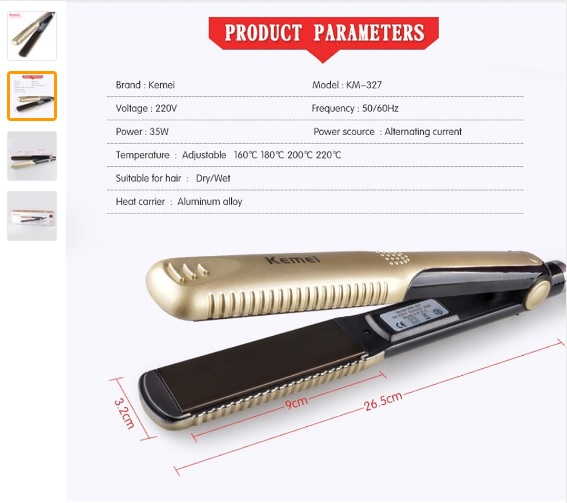 PRODUCT PARAMETERS
Brand : Kemei
Model : KM-327
Voltage : 220V
Frequency : 50/60Hz
Power : 35W
Power scource : Alternating current
Temperature : Adjustable 160℃ 180℃ 200℃ 220℃
Suitable for hair : Dry/Wet
Heat carrier : Aluminum alloy
Kemei
3.2cm
9cm
26.5cm